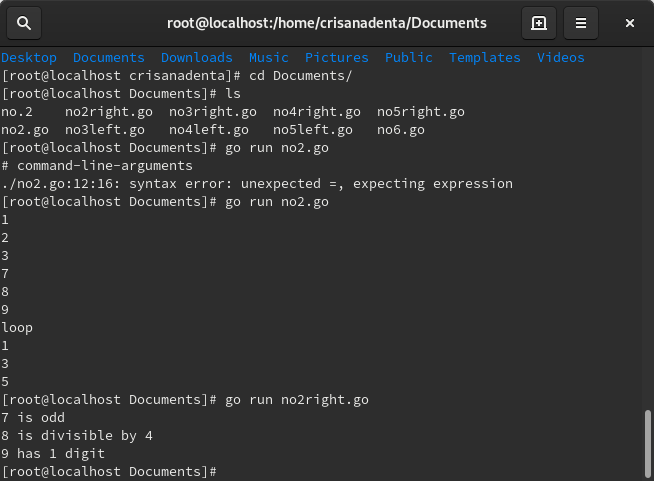 root@localhost:/home/crisanadenta/Documents
Desktop  Documents  Downloads  Music  Pictures  Public  Templates  Videos
[root@localhost crisanadenta]# cd Documents/
[root@localhost Documents]# ls
no.2    no2right.go  no3right.go  no4right.go  no5right.go
no2.go  no3left.go   no4left.go   no5left.go   no6.go
[root@localhost Documents]# go run no2.go
# command-line-arguments
./no2.go:12:16: syntax error: unexpected =, expecting expression
[root@localhost Documents]# go run no2.go
1
2
3
7
8
9
loop
1
3
5
[root@localhost Documents]# go run no2right.go
7 is odd
8 is divisible by 4
9 has 1 digit
[root@localhost Documents]#